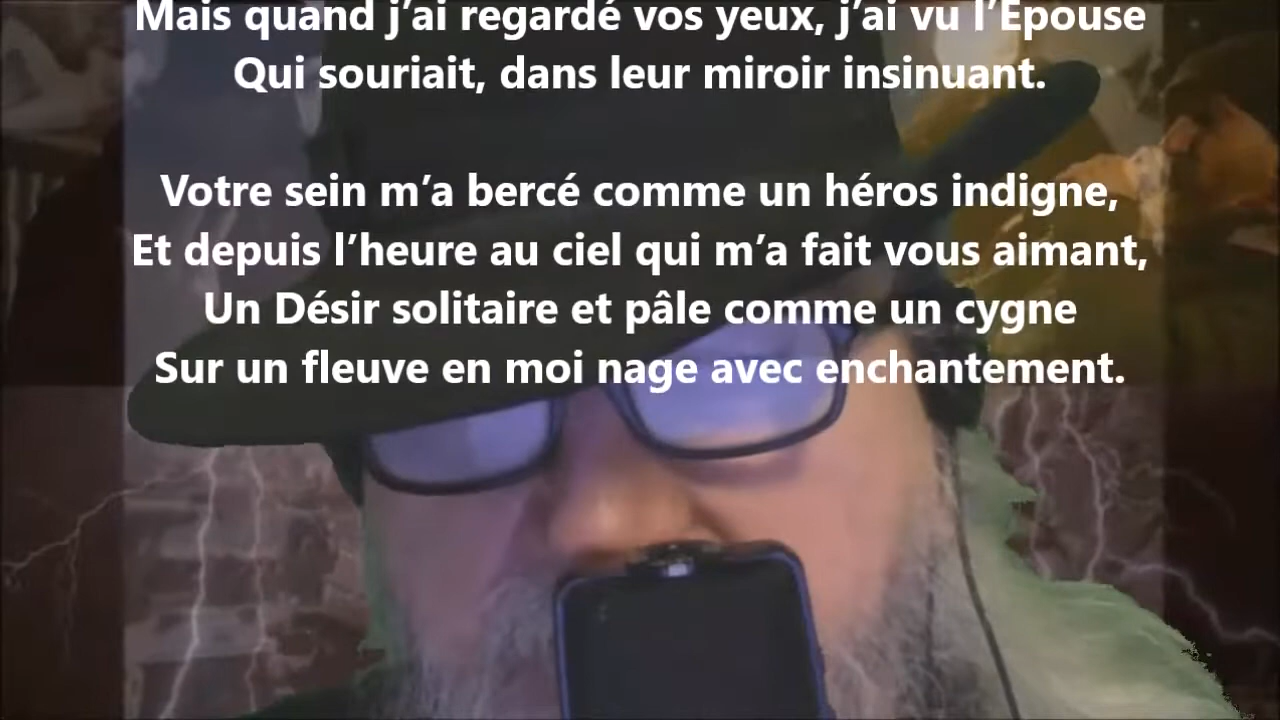 Mais quand j’ai regardé vos yeux, j’ai vu l’Epouse
Qui souriait, dans leur miroir insinuant.
Votre sein m’a bercé comme un héros indigne,
Et depuis l’heure au ciel qui m’a fait vous aimant,
Un Désir solitaire et pâle comme un cygne
Sur un fleuve en moi nage avec enchantement.